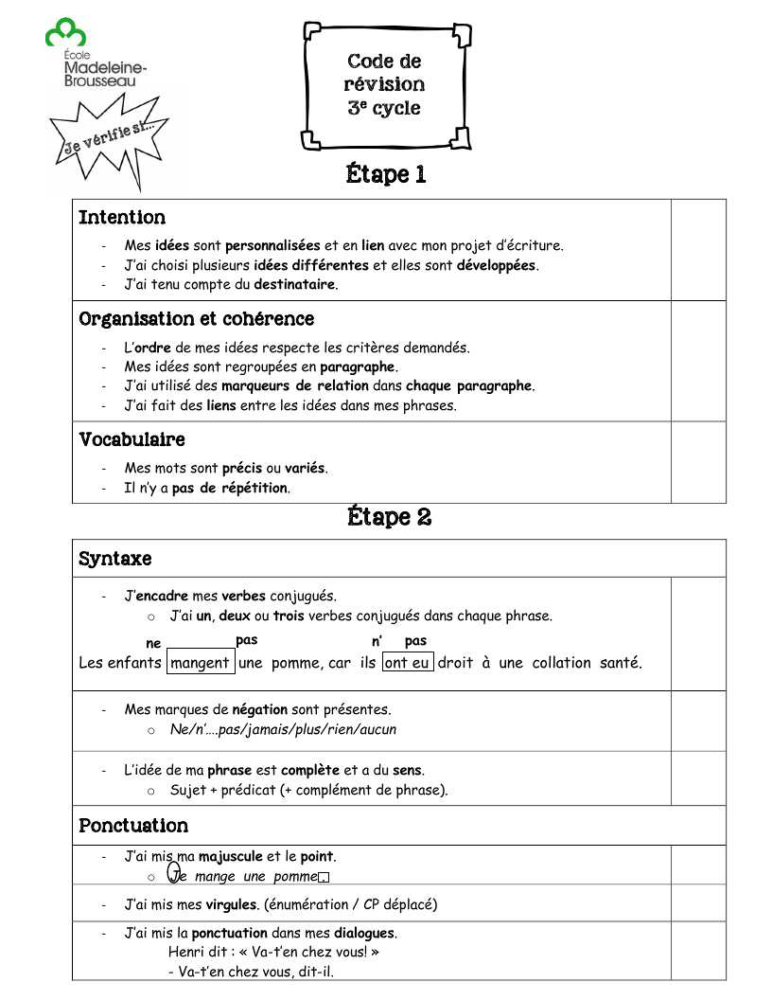 École
Madeleine-
Brousseau
Code de
révision
3e cycle
Je vérifie si...
Étape 1
Intention
- Mes idées sont personnalisées et en lien avec mon projet d'écriture.
- J'ai choisi plusieurs idées différentes et elles sont développées.
- J'ai tenu compte du destinataire.
Organisation et cohérence
- L'ordre de mes idées respecte les critères demandés.
- Mes idées sont regroupées en paragraphe.
- J'ai utilisé des marqueurs de relation dans chaque paragraphe.
- J'ai fait des liens entre les idées dans mes phrases.
Vocabulaire
- Mes mots sont précis ou variés.
- Il n'y a pas de répétition.
Étape 2
Syntaxe
- J'encadre mes verbes conjugués.
o J'ai un, deux ou trois verbes conjugués dans chaque phrase.
ne ________ pas n' pas
Les enfants mangent une pomme, car ils ont eu droit à une collation santé.
- Mes marques de négation sont présentes.
o Ne/n'....pas/jamais/plus/rien/aucun
- L'idée de ma phrase est complète et a du sens.
o Sujet + prédicat (+ complément de phrase).
Ponctuation
- J'ai mis ma majuscule et le point.
o Je mange une pomme.
- J'ai mis mes virgules. (énumération / CP déplacé)
- J'ai mis la ponctuation dans mes dialogues.
Henri dit : « Va-t'en chez vous! »
- Va-t'en chez vous, dit-il.